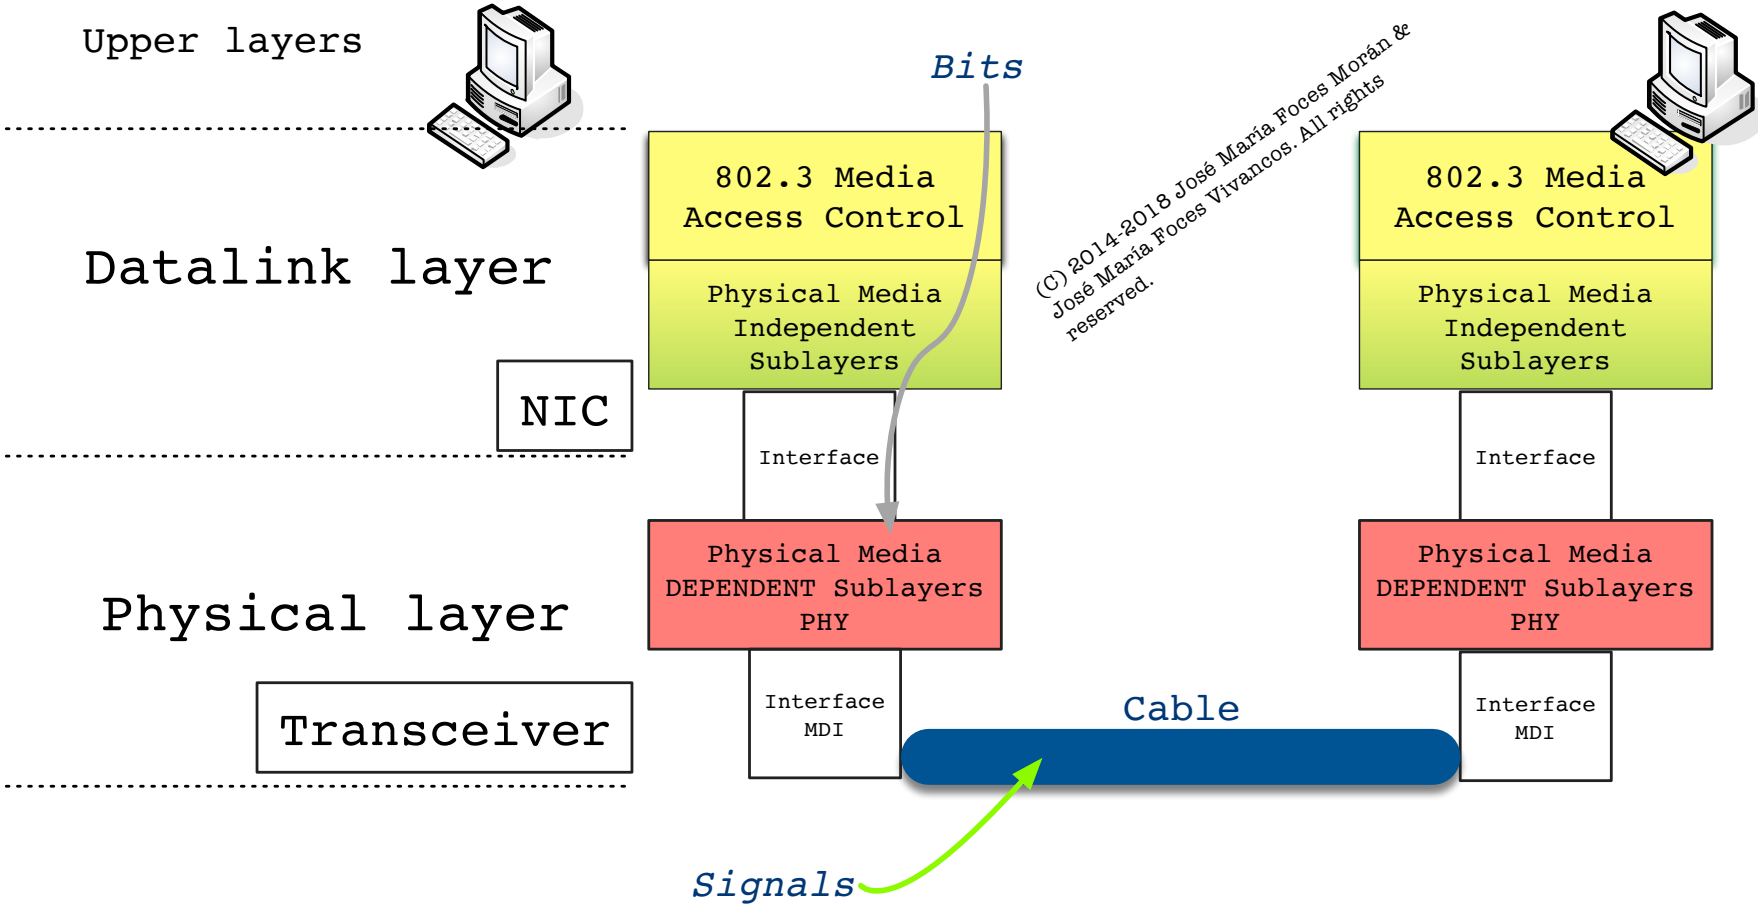 Upper layers
Bits
(C) 2014-2018 José María Foces Morán &
José María Foces Vivancos. All rights
reserved.
802.3 Media
Access Control
802.3 Media
Access Control
Datalink layer
Physical Media
Independent
Sublayers
Physical Media
Independent
Sublayers
NIC
Interface
Interface
Physical Media
DEPENDENT Sublayers
PHY
Physical Media
DEPENDENT Sublayers
PHY
Physical layer
Transceiver
Interface
MDI
Cable
Interface
MDI
Signals